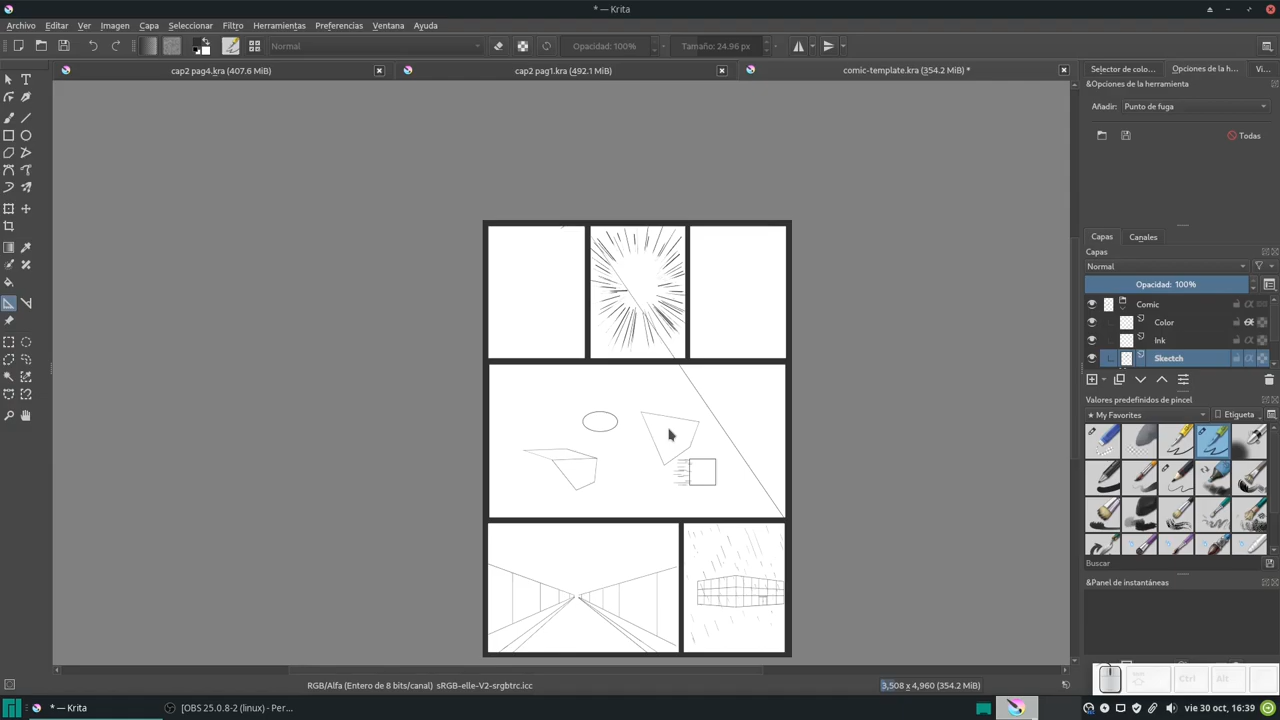 * — Krita
Archivo Editar Ver Imagen Capa Seleccionar Filtro Herramientas Preferencias Ventana Ayuda
Normal Opacidad: 100% Tamaño: 24.96 px
cap2 pag4.kra (407.6 MiB) cap2 pag1.kra (492.1 MiB) comic-template.kra (354.2 MiB) *
Selector de colo... Opciones de la h... Vi...
&Opciones de la herramienta
Añadir: Punto de fuga
Todas
Capas Canales
Capas
Normal
Opacidad: 100%
Comic
Color
Ink
Skectch
Valores predefinidos de pincel
★ My Favorites Etiqueta
Buscar
&Panel de instantáneas
RGB/Alfa (Entero de 8 bits/canal) sRGB-elle-V2-srgbtrc.icc
3,508 x 4,960 (354.2 MiB)
Ctrl Alt
* — Krita
[OBS 25.0.8-2 (linux) - Per...
vie 30 oct, 16:39